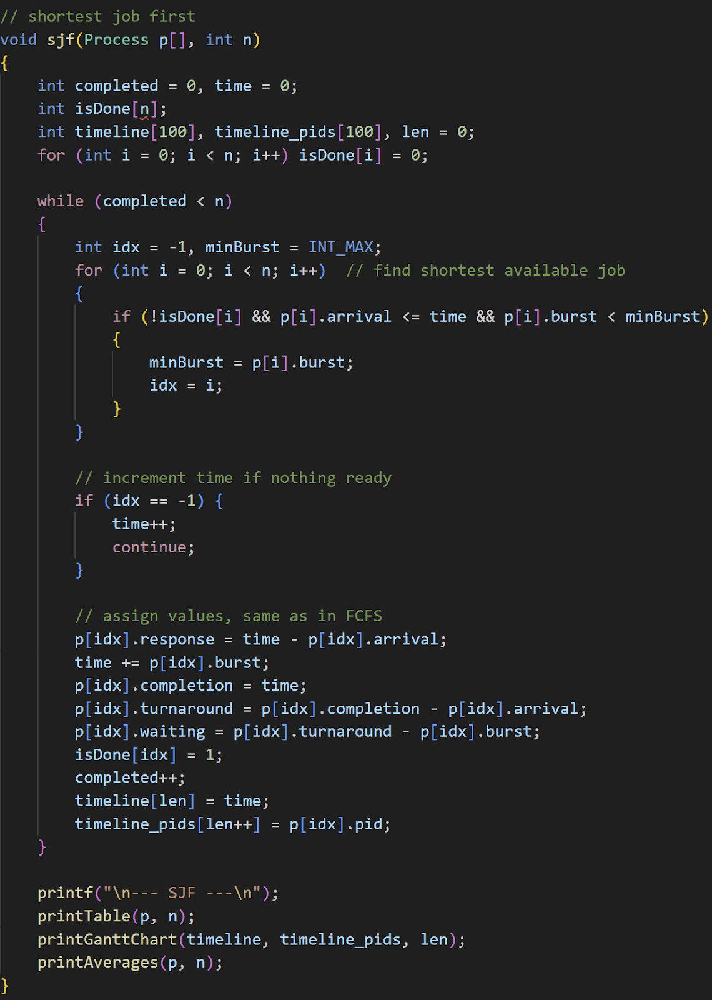 // shortest job first
void sjf(Process p[], int n)
{
    int completed = 0, time = 0;
    int isDone[n];
    int timeline[100], timeline_pids[100], len = 0;
    for (int i = 0; i < n; i++) isDone[i] = 0;

    while (completed < n)
    {
        int idx = -1, minBurst = INT_MAX;
        for (int i = 0; i < n; i++)  // find shortest available job
        {
            if (!isDone[i] && p[i].arrival <= time && p[i].burst < minBurst)
            {
                minBurst = p[i].burst;
                idx = i;
            }
        }

        // increment time if nothing ready
        if (idx == -1) {
            time++;
            continue;
        }

        // assign values, same as in FCFS
        p[idx].response = time - p[idx].arrival;
        time += p[idx].burst;
        p[idx].completion = time;
        p[idx].turnaround = p[idx].completion - p[idx].arrival;
        p[idx].waiting = p[idx].turnaround - p[idx].burst;
        isDone[idx] = 1;
        completed++;
        timeline[len] = time;
        timeline_pids[len++] = p[idx].pid;
    }

    printf("\n--- SJF ---\n");
    printTable(p, n);
    printGanttChart(timeline, timeline_pids, len);
    printAverages(p, n);
}